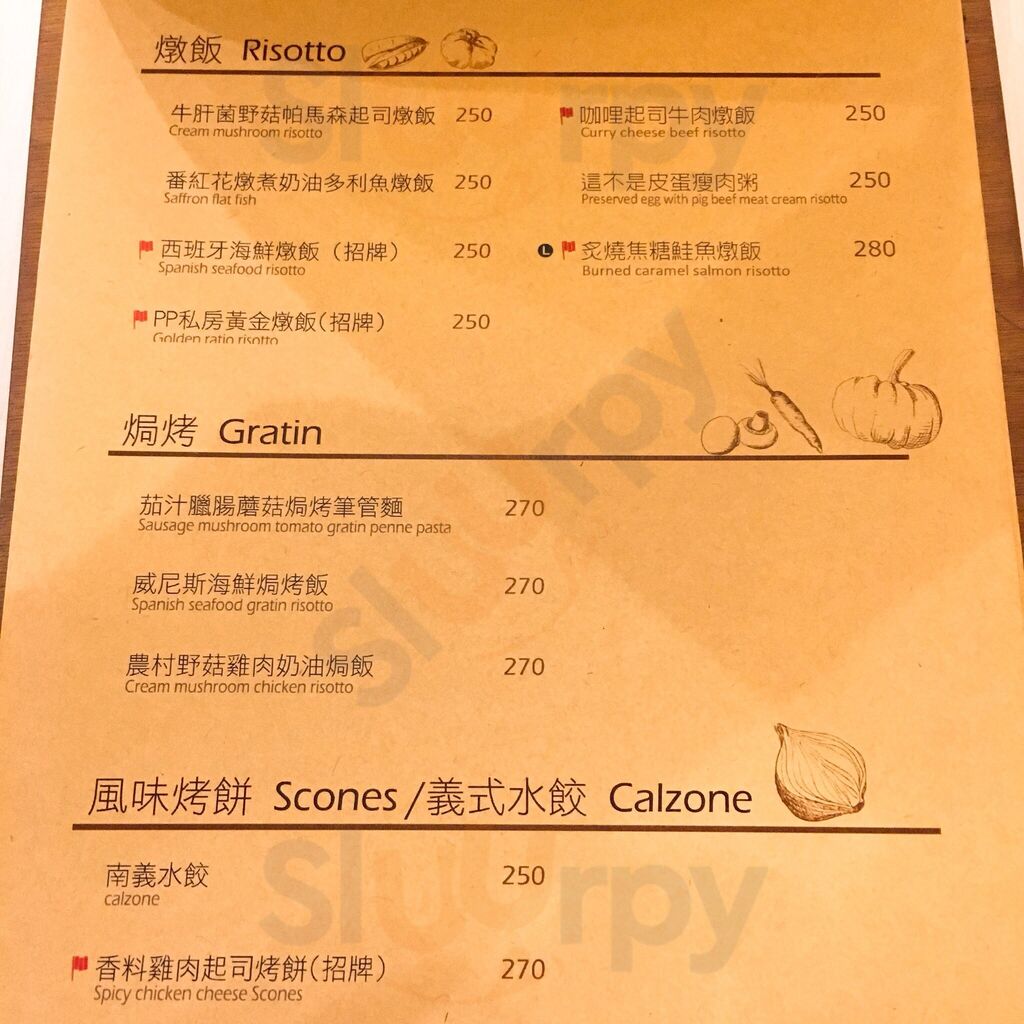 燉飯 Risotto
牛肝菌野菇帕馬森起司燉飯 250
Cream mushroom risotto
番紅花燉煮奶油多利魚燉飯 250
Saffron flat fish
西班牙海鮮燉飯（招牌） 250
Spanish seafood risotto
PP私房黃金燉飯(招牌) 250
Golden ratio risotto
咖哩起司牛肉燉飯 250
Curry cheese beef risotto
這不是皮蛋瘦肉粥 250
Preserved egg with pig beef meat cream risotto
L 炙燒焦糖鮭魚燉飯 280
Burned caramel salmon risotto
焗烤 Gratin
茄汁臘腸蘑菇焗烤筆管麵 270
Sausage mushroom tomato gratin penne pasta
威尼斯海鮮焗烤飯 270
Spanish seafood gratin risotto
農村野菇雞肉奶油焗飯 270
Cream mushroom chicken risotto
風味烤餅 Scones /義式水餃 Calzone
南義水餃 250
calzone
香料雞肉起司烤餅(招牌) 270
Spicy chicken cheese Scones
Sluurpy
Sluurpy
Sluurpy